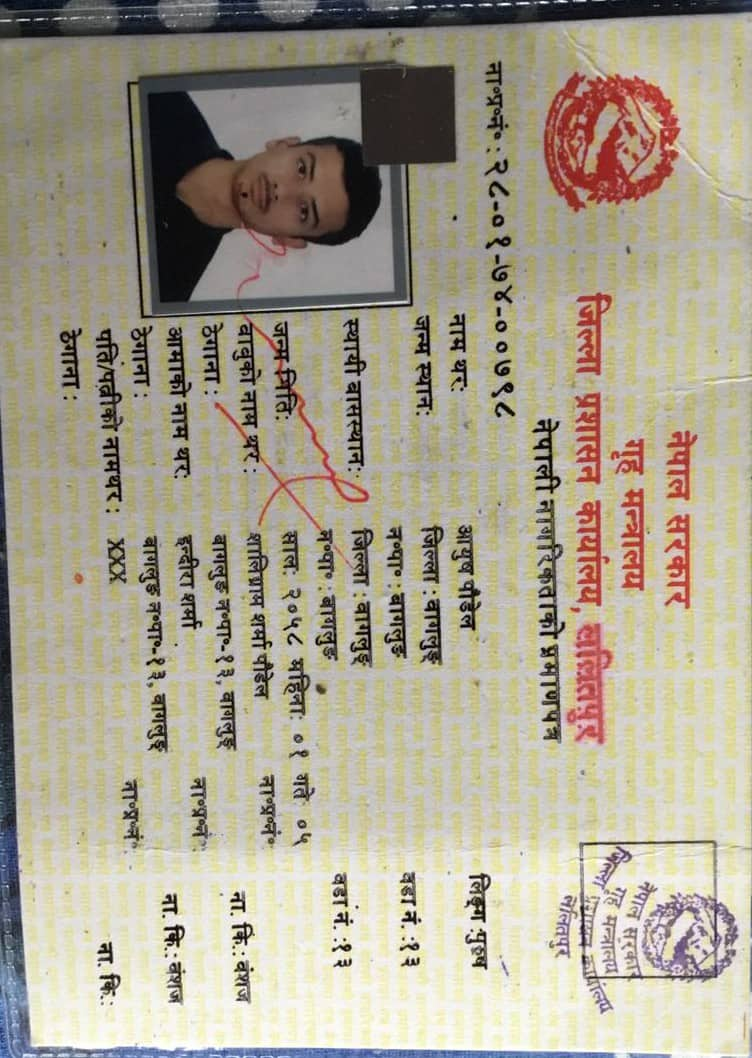 नेपाल सरकार
गृह मन्त्रालय
जिल्ला प्रशासन कार्यालय, ललितपुर
नेपाली नागरिकताको प्रमाणपत्र
नेपाल सरकार
गृह मन्त्रालय
जिल्ला प्रशासन कार्यालय
ललितपुर
ना॰प्र॰नं॰: २८-०१-७४-००७१८
नाम थर: आयुष पौडेल लिङ्ग :पुरुष
जन्म स्थान: जिल्ला : बागलुङ
न॰पा॰ : बागलुङ वडा नं. :१३
स्थायी बासस्थान: जिल्ला : बागलुङ
न॰पा॰ : बागलुङ वडा नं. :१३
जन्म मिति: साल: २०५८ महिना: ०१ गते ०५
बाबुको नाम थर : शालिग्राम शर्मा पौडेल ना॰प्र॰नं॰
ठेगाना : बागलुङ न॰पा॰-१३, बागलुङ ना. कि.: वंशज
आमाको नाम थर: इन्दिरा शर्मा ना॰प्र॰नं॰
ठेगाना : बागलुङ न॰पा॰-१३, बागलुङ ना. कि.: वंशज
पति/पत्नीको नामथर : XXX ना॰प्र॰नं॰
ठेगाना : ना. कि.: